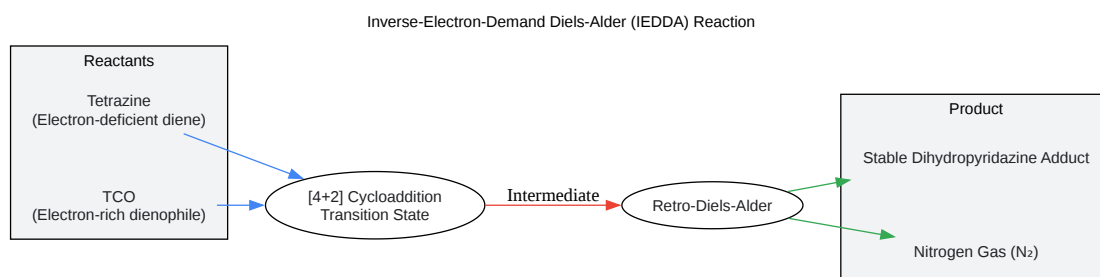 Inverse-Electron-Demand Diels-Alder (IEDDA) Reaction
Reactants
Tetrazine
(Electron-deficient diene)
TCO
(Electron-rich dienophile)
[4+2] Cycloaddition
Transition State
Intermediate
Retro-Diels-Alder
Product
Stable Dihydropyridazine Adduct
Nitrogen Gas (N₂)